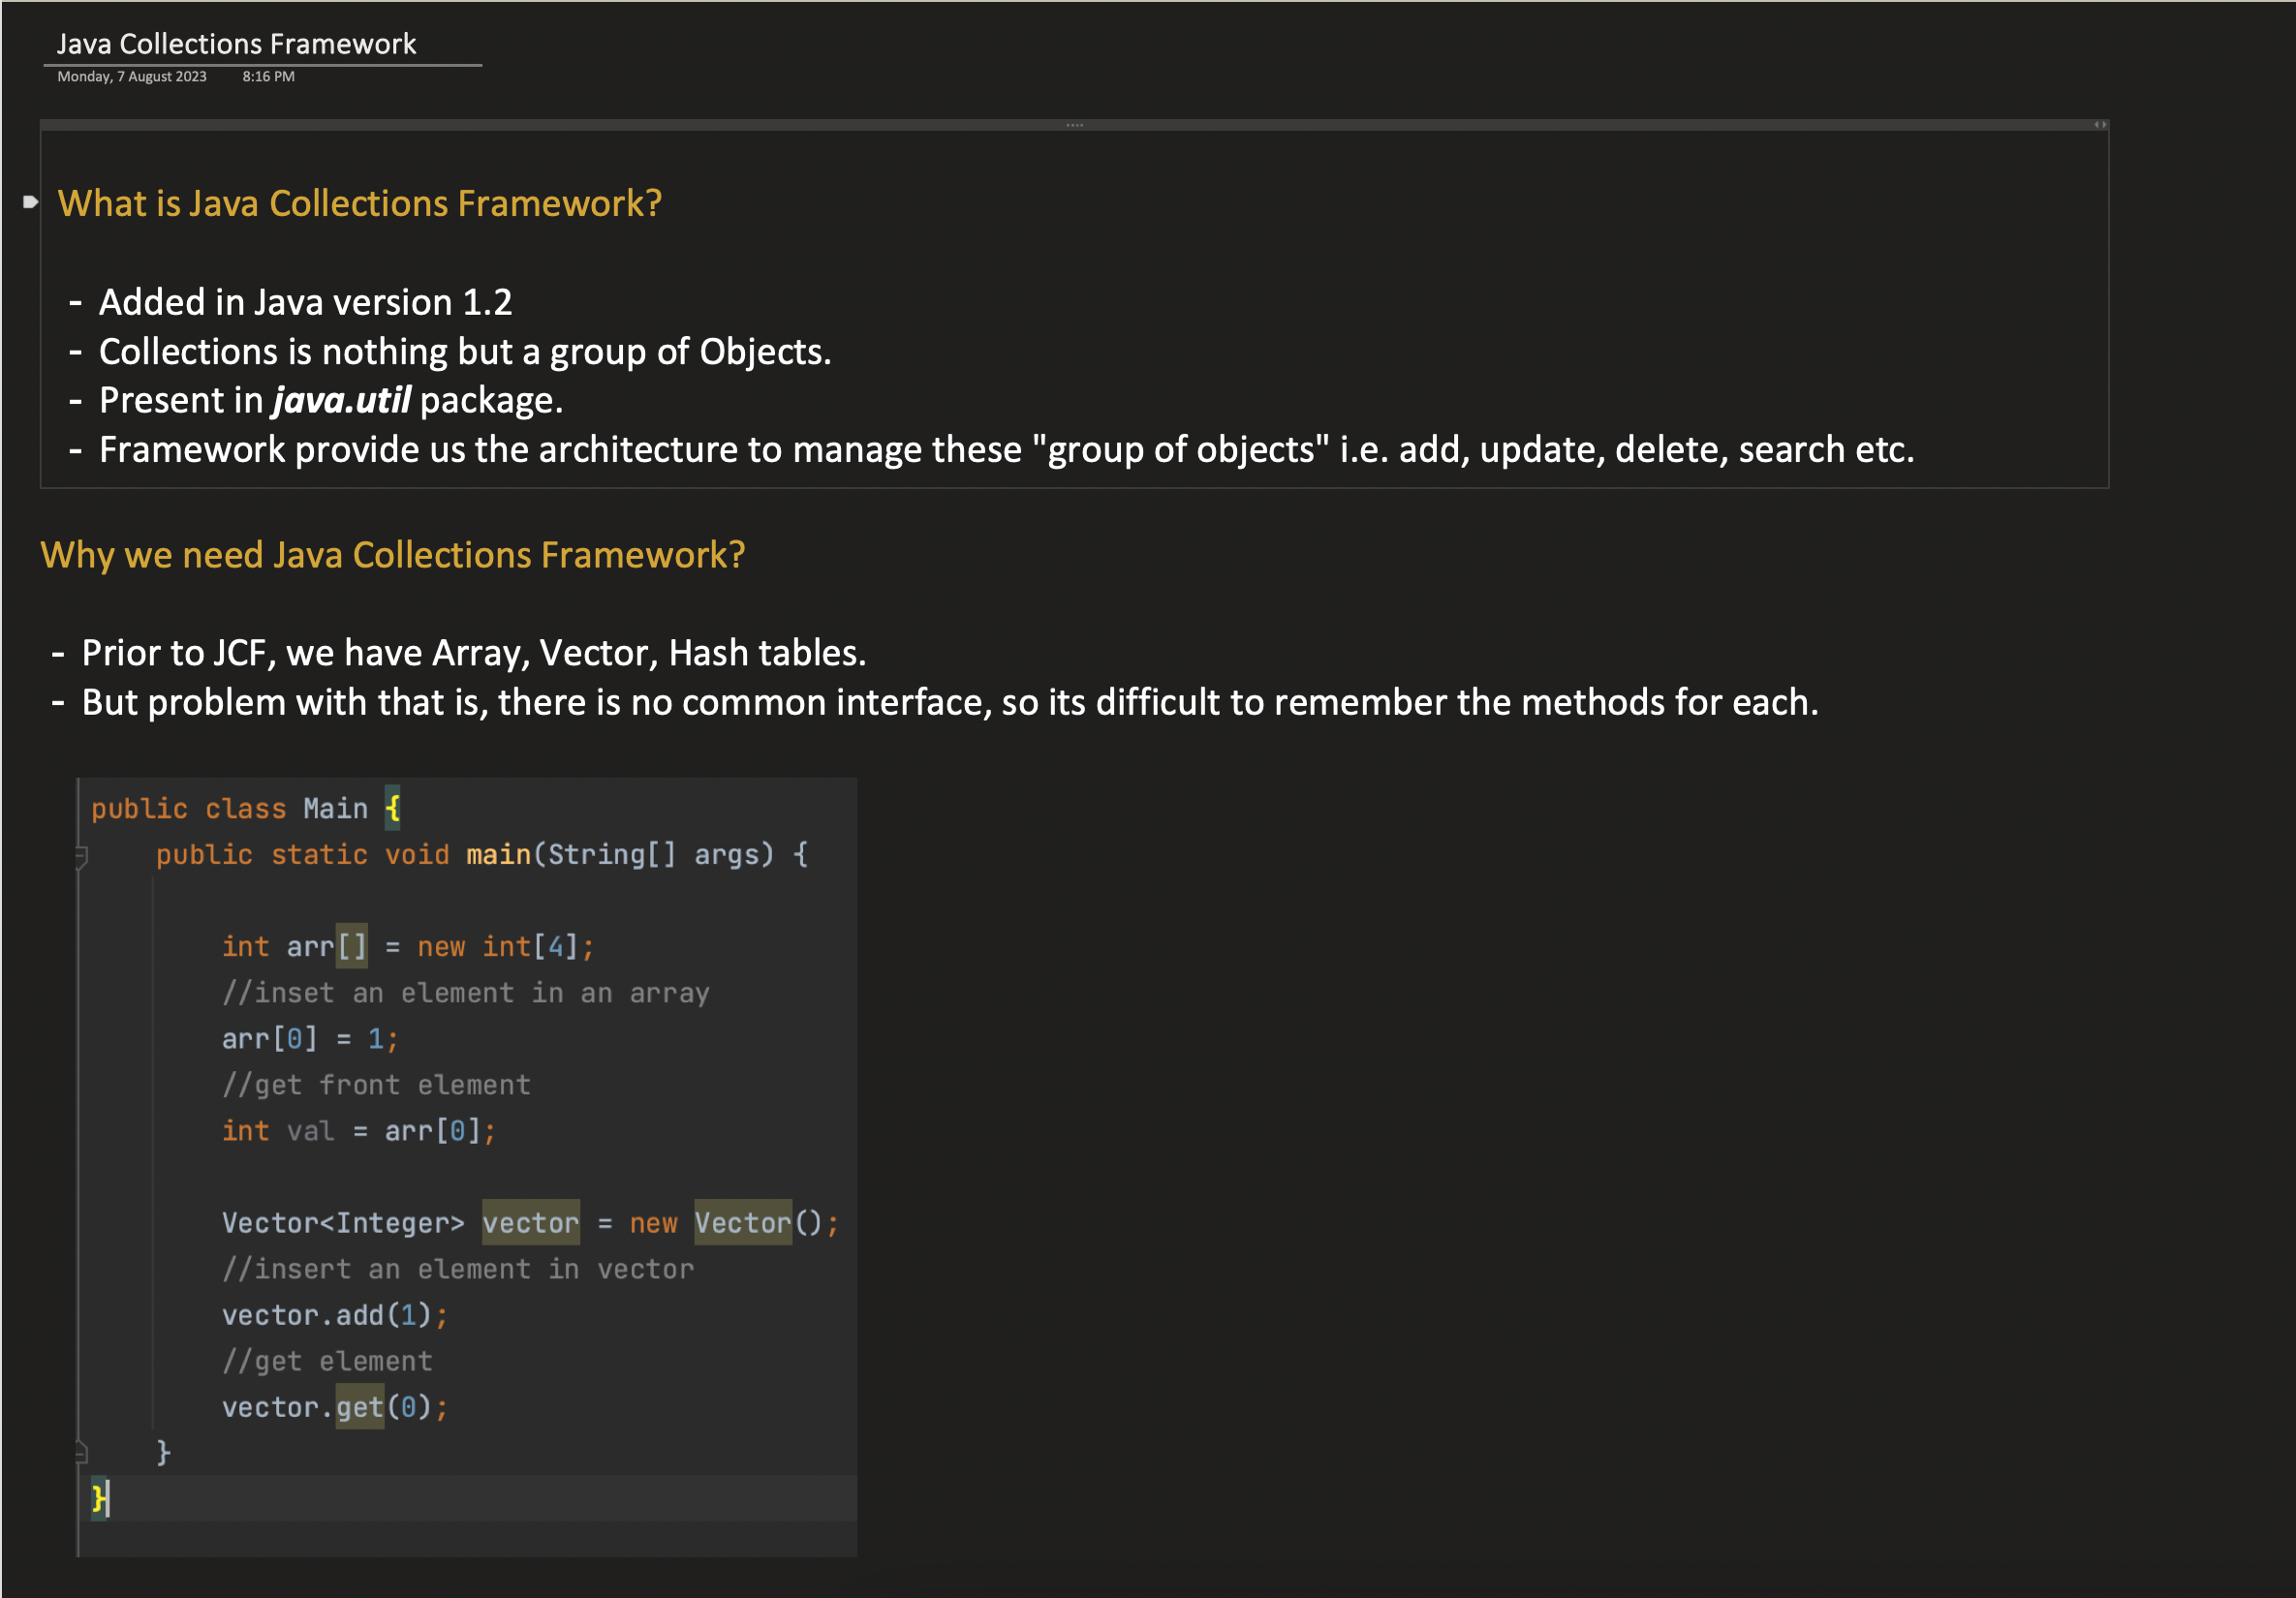 Java Collections Framework
Monday, 7 August 2023 8:16 PM
What is Java Collections Framework?
- Added in Java version 1.2
- Collections is nothing but a group of Objects.
- Present in java.util package.
- Framework provide us the architecture to manage these "group of objects" i.e. add, update, delete, search etc.
Why we need Java Collections Framework?
- Prior to JCF, we have Array, Vector, Hash tables.
- But problem with that is, there is no common interface, so its difficult to remember the methods for each.
public class Main {
public static void main(String[] args) {
int arr[] = new int[4];
//inset an element in an array
arr[0] = 1;
//get front element
int val = arr[0];
Vector<Integer> vector = new Vector();
//insert an element in vector
vector.add(1);
//get element
vector.get(0);
}
}